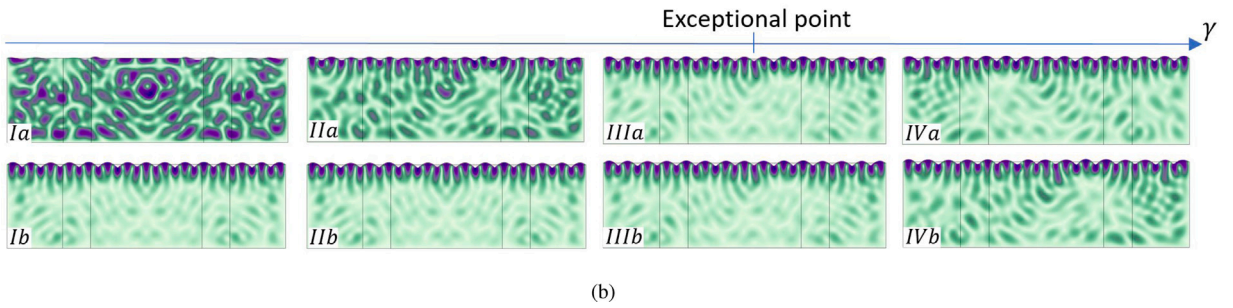 Exceptional point
γ
Ia
IIa
IIIa
IVa
Ib
IIb
IIIb
IVb
(b)